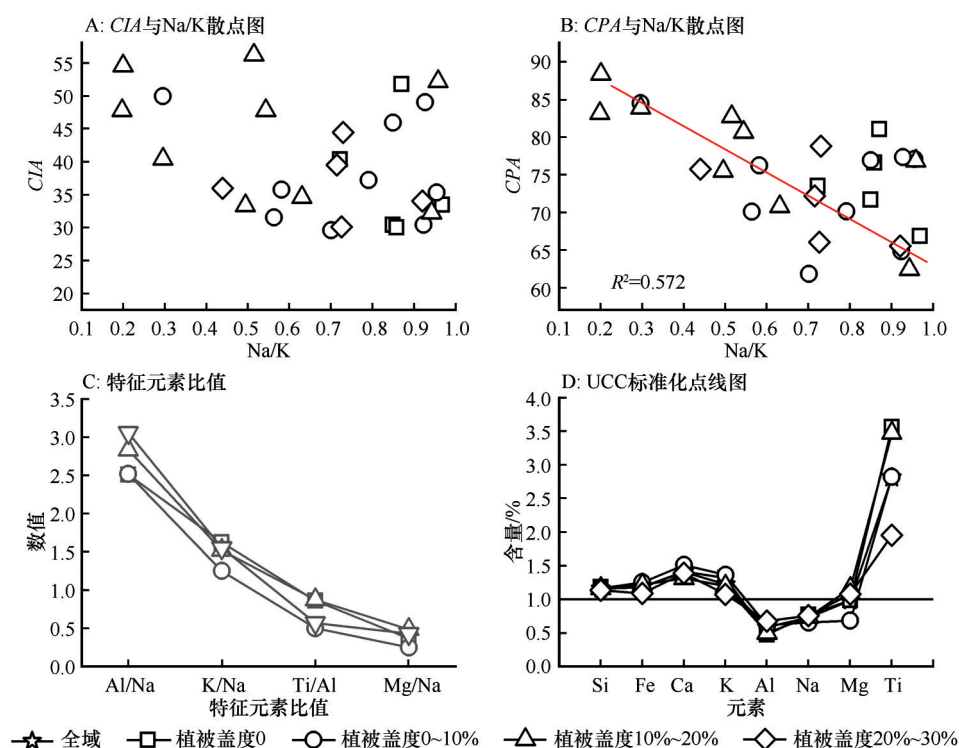 A: CIA与Na/K散点图
CIA
55
50
45
40
35
30
25
20
0.1 0.2 0.3 0.4 0.5 0.6 0.7 0.8 0.9 1.0
Na/K
B: CPA与Na/K散点图
CPA
90
85
80
75
70
65
60
R²=0.572
0.1 0.2 0.3 0.4 0.5 0.6 0.7 0.8 0.9 1.0
Na/K
C: 特征元素比值
数值
3.5
3.0
2.5
2.0
1.5
1.0
0.5
0.0
Al/Na K/Na Ti/Al Mg/Na
特征元素比值
D: UCC标准化点线图
含量/%
4.0
3.5
3.0
2.5
2.0
1.5
1.0
0.5
0.0
Si Fe Ca K Al Na Mg Ti
元素
全域 植被盖度0 植被盖度0~10% 植被盖度10%~20% 植被盖度20%~30%